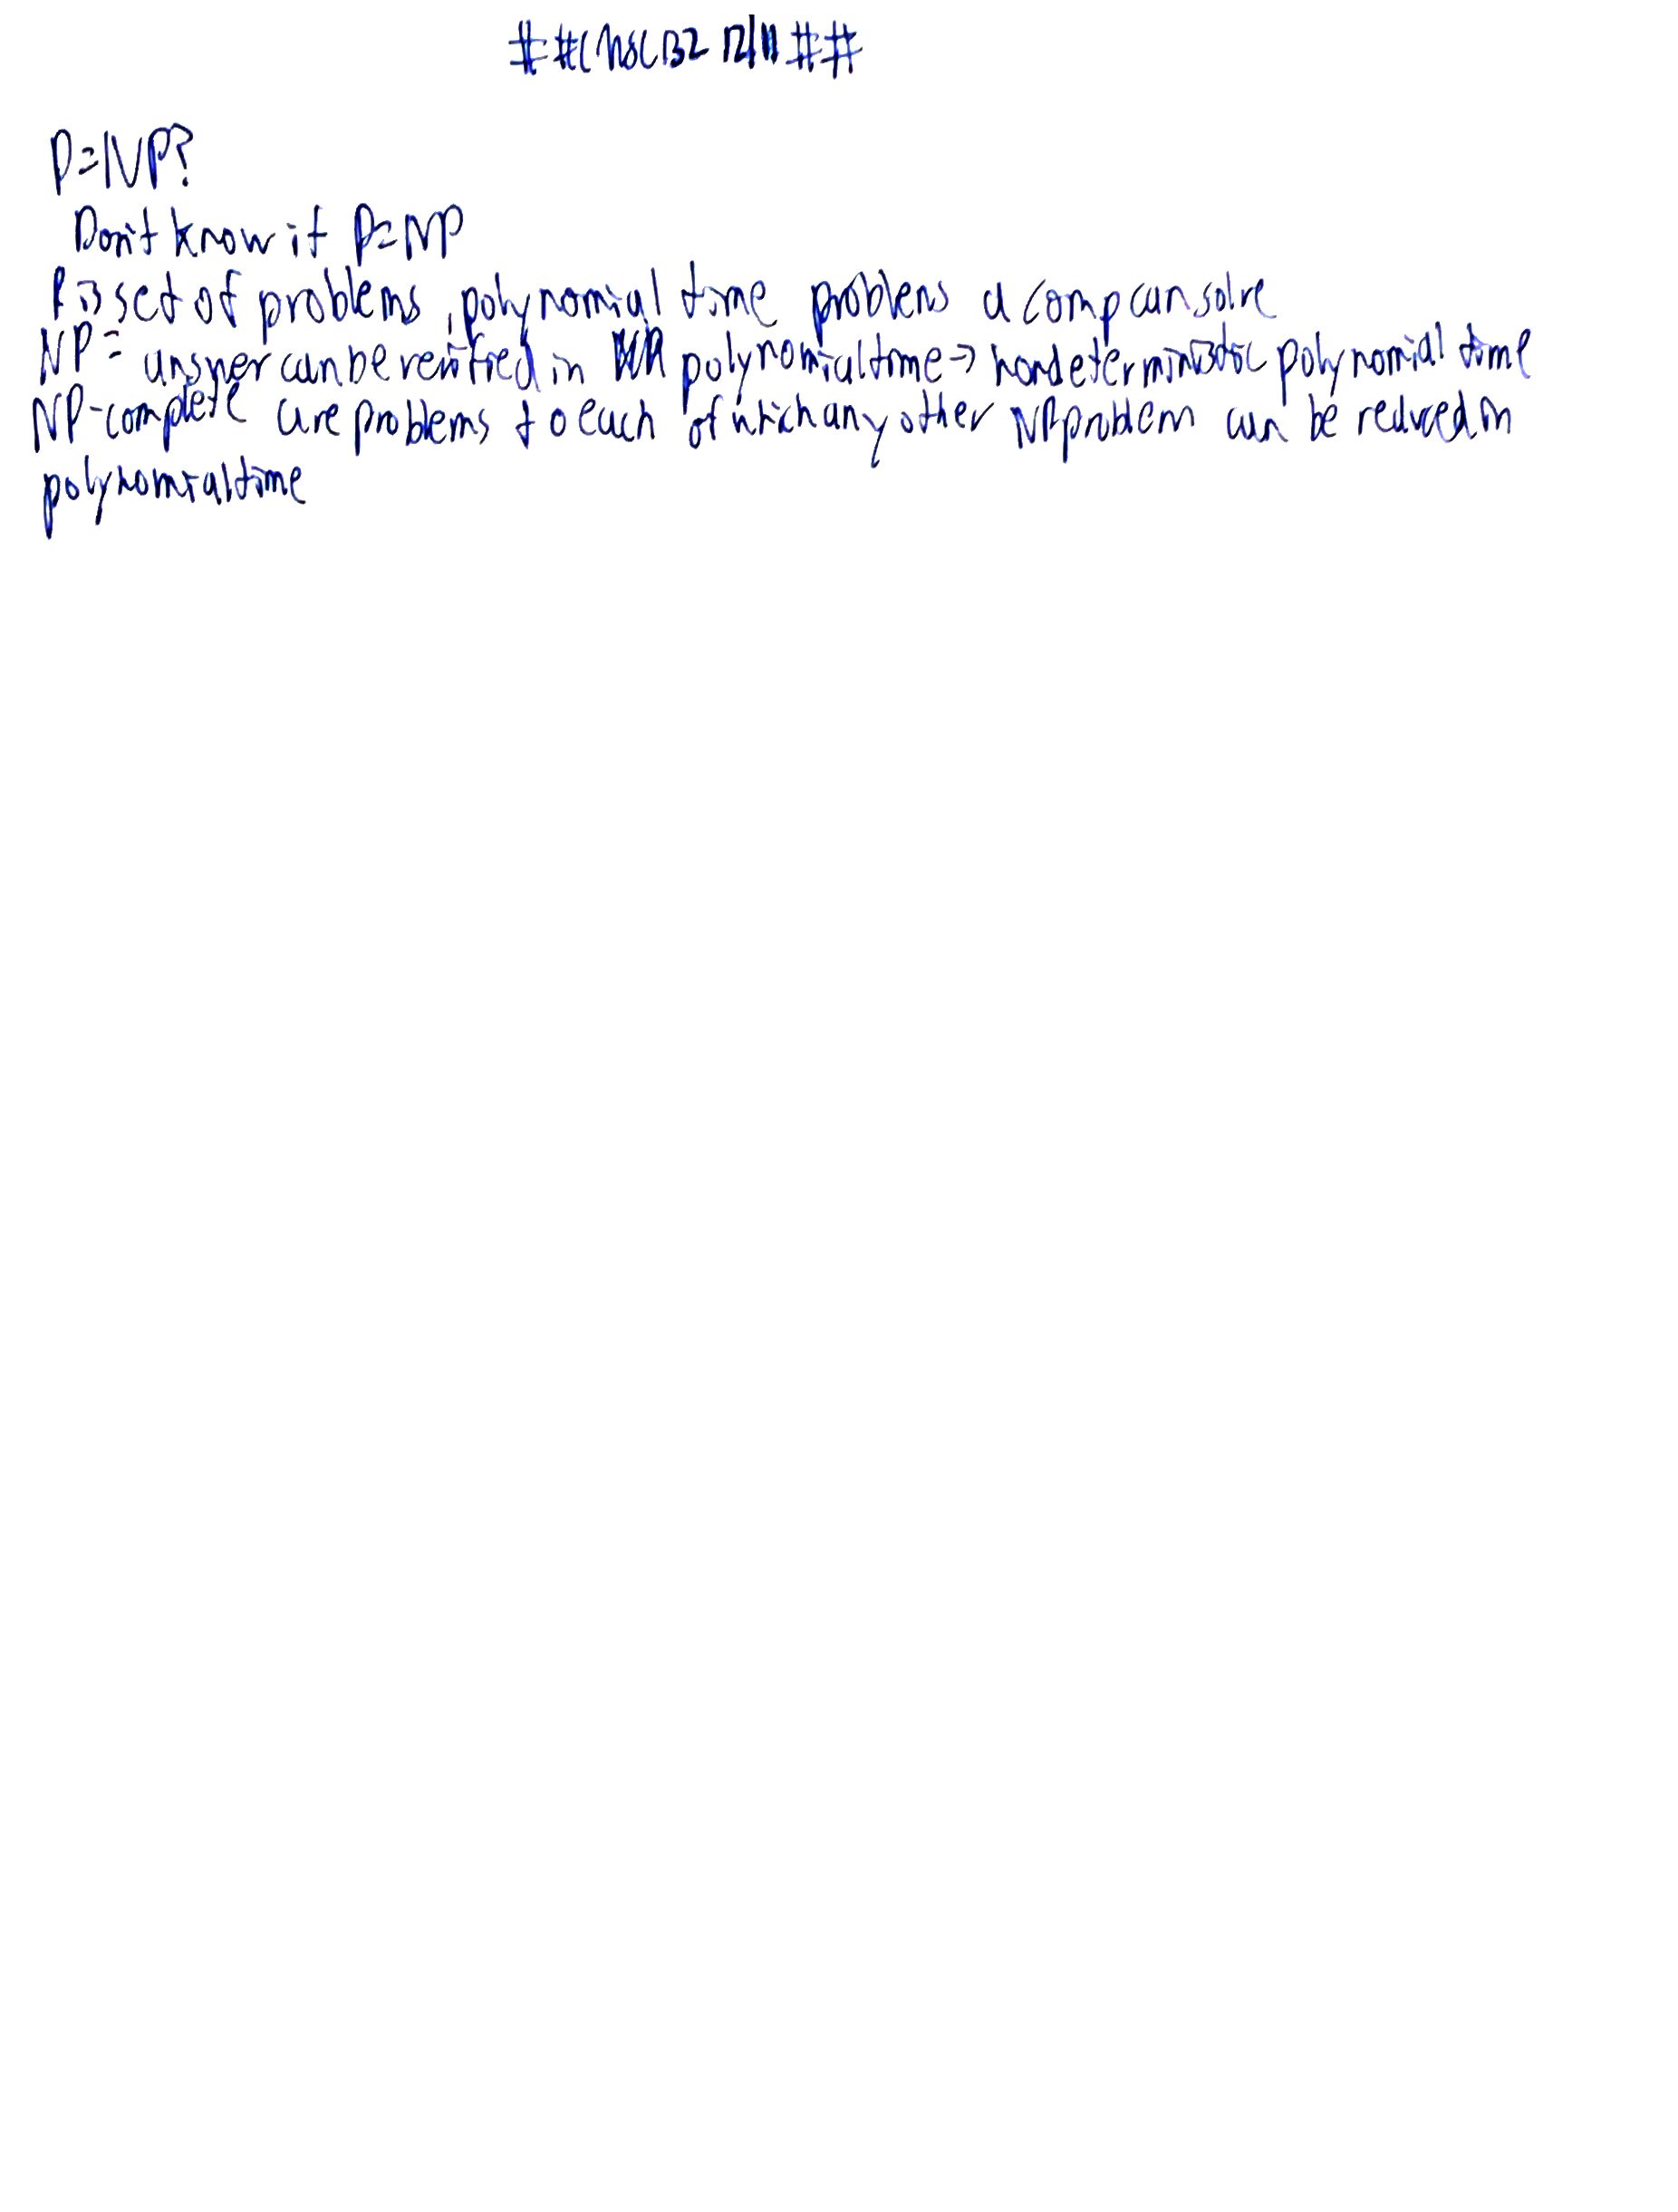 ##CMSC132 12/11##
P=NP?
Don't know if P=NP
P is set of problems, polynomial time problems a comp can solve
NP= answer can be verified in polynomial time → nondeterministic polynomial time
NP-complete are problems to each of which any other NP problem can be reduced in
polynomial time